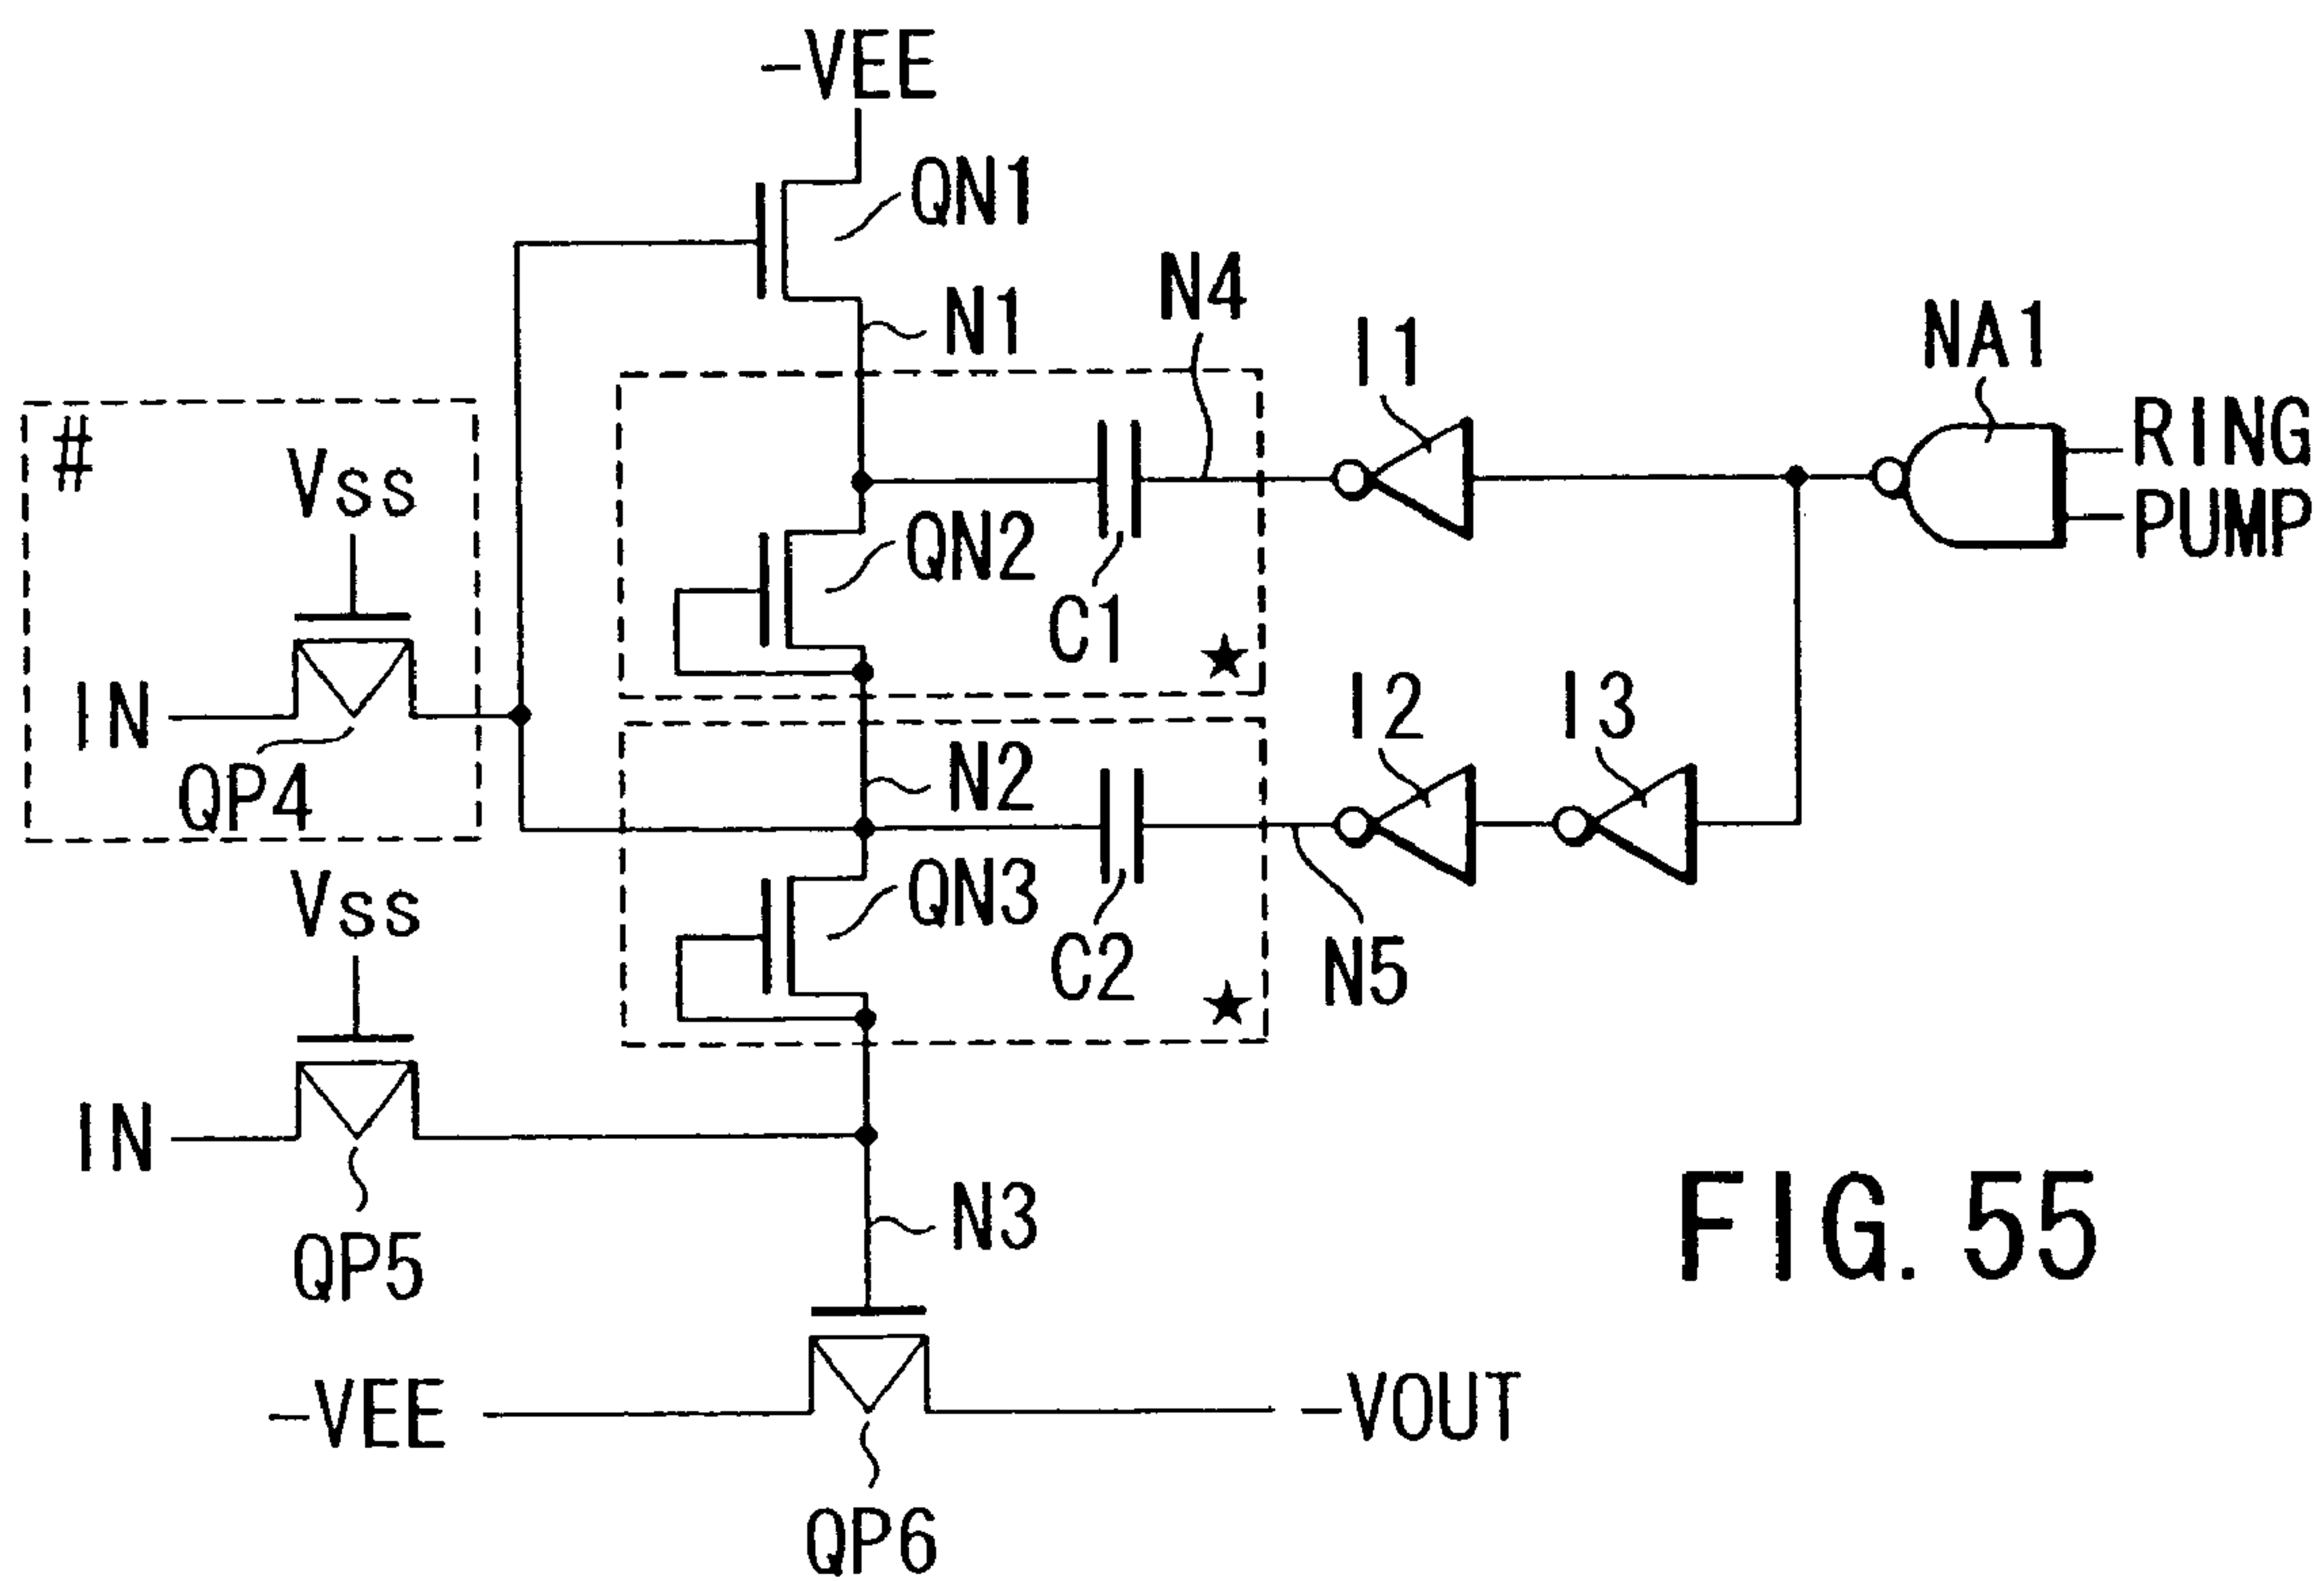 -VEE
QN1
N1
N4
I1
NA1
RING
PUMP
#
Vss
QN2
C1
★
IN
QP4
N2
I2
I3
QN3
C2
★
N5
Vss
IN
QP5
N3
-VEE
-VOUT
QP6
FIG. 55